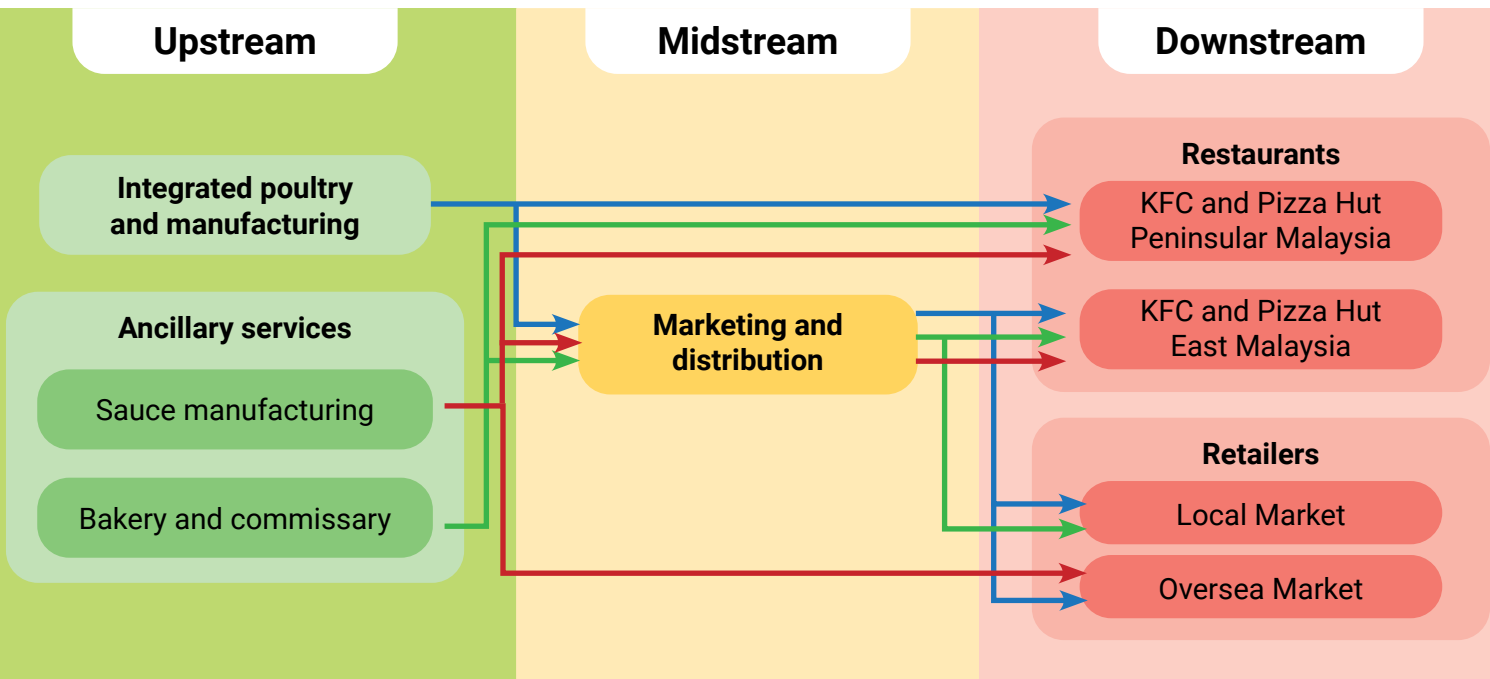 Upstream
Midstream
Downstream
Integrated poultry
and manufacturing
Ancillary services
Sauce manufacturing
Bakery and commissary
Marketing and
distribution
Restaurants
KFC and Pizza Hut
Peninsular Malaysia
KFC and Pizza Hut
East Malaysia
Retailers
Local Market
Oversea Market